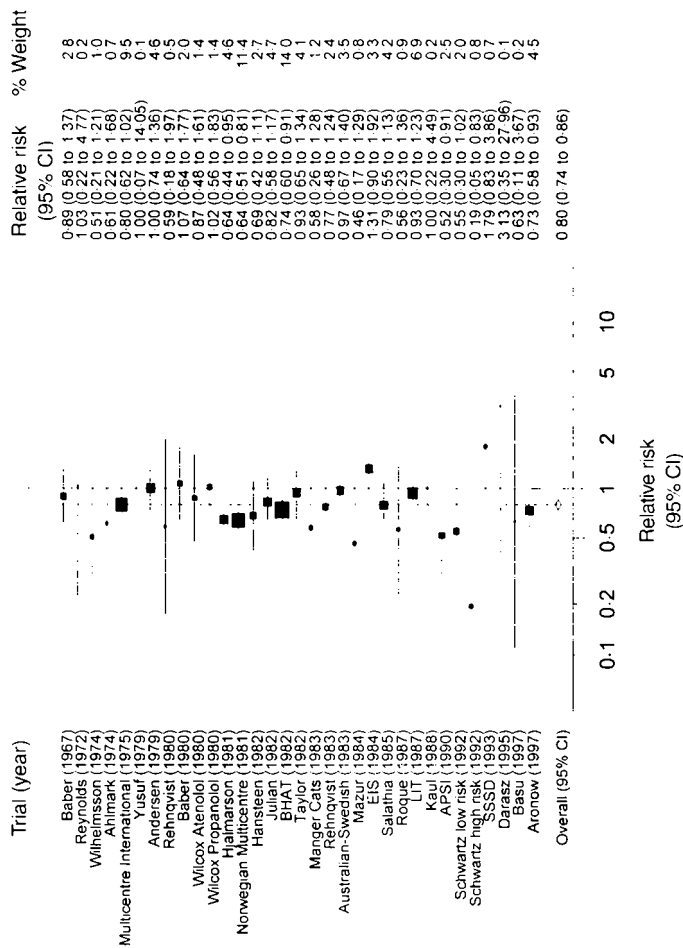 Trial (year) Relative risk (95% CI) % Weight
Baber (1967) 0·89 (0·58 to 1·37) 2·8
Reynolds (1972) 1·03 (0·22 to 4·77) 0·2
Wilhelmsson (1974) 0·51 (0·21 to 1·21) 1·0
Ahlmark (1974) 0·61 (0·22 to 1·68) 0·7
Multicentre International (1975) 0·80 (0·62 to 1·02) 9·5
Yusuf (1979) 1·00 (0·07 to 14·05) 0·1
Andersen (1979) 1·00 (0·74 to 1·36) 4·6
Rehnqvist (1980) 0·59 (0·18 to 1·97) 0·5
Baber (1980) 1·07 (0·64 to 1·77) 2·0
Wilcox Atenolol (1980) 0·87 (0·48 to 1·61) 1·4
Wilcox Propanolol (1980) 1·02 (0·56 to 1·83) 1·4
Hjalmarson (1981) 0·64 (0·44 to 0·95) 4·6
Norwegian Multicentre (1981) 0·64 (0·51 to 0·81) 11·4
Hansteen (1982) 0·69 (0·42 to 1·11) 2·7
Julian (1982) 0·82 (0·58 to 1·17) 4·7
BHAT (1982) 0·74 (0·60 to 0·91) 14·0
Taylor (1982) 0·93 (0·65 to 1·34) 4·1
Manger Cats (1983) 0·58 (0·26 to 1·28) 1·2
Rehnqvist (1983) 0·77 (0·48 to 1·24) 2·4
Australian-Swedish (1983) 0·97 (0·67 to 1·40) 3·5
Mazur (1984) 0·46 (0·17 to 1·29) 0·8
EIS (1984) 1·31 (0·90 to 1·92) 3·3
Salathia (1985) 0·79 (0·55 to 1·13) 4·2
Roque (1987) 0·56 (0·23 to 1·36) 0·9
LIT (1987) 0·93 (0·70 to 1·23) 6·9
Kaul (1988) 1·00 (0·22 to 4·49) 0·2
APSI (1990) 0·52 (0·30 to 0·91) 2·5
Schwartz low risk (1992) 0·55 (0·30 to 1·02) 2·0
Schwartz high risk (1992) 0·19 (0·05 to 0·83) 0·8
SSSD (1993) 1·79 (0·83 to 3·86) 0·7
Darasz (1995) 3·13 (0·35 to 27·96) 0·1
Basu (1997) 0·63 (0·11 to 3·67) 0·2
Aronow (1997) 0·73 (0·58 to 0·93) 4·5
Overall (95% CI) 0·80 (0·74 to 0·86)
0·1 0·2 0·5 1 2 5 10
Relative risk
(95% CI)